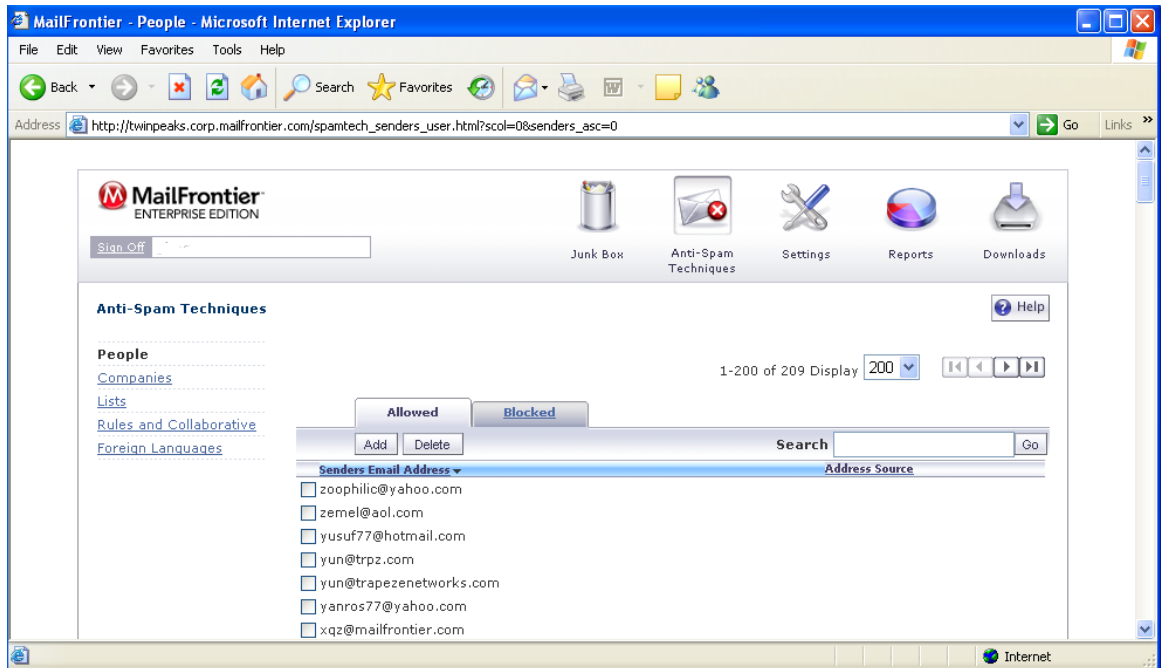 MailFrontier - People - Microsoft Internet Explorer
File Edit View Favorites Tools Help
Back Search Favorites
Address http://twinpeaks.corp.mailfrontier.com/spamtech_senders_user.html?scol=0&senders_asc=0 Go Links »
MailFrontier™
ENTERPRISE EDITION
Sign Off
Junk Box Anti-Spam Techniques Settings Reports Downloads
Anti-Spam Techniques Help
People
Companies
Lists
Rules and Collaborative
Foreign Languages
1-200 of 209 Display 200
Allowed Blocked
Add Delete Search Go
Senders Email Address Address Source
zoophilic@yahoo.com
zemel@aol.com
yusuf77@hotmail.com
yun@trpz.com
yun@trapezenetworks.com
yanros77@yahoo.com
xqz@mailfrontier.com
Internet